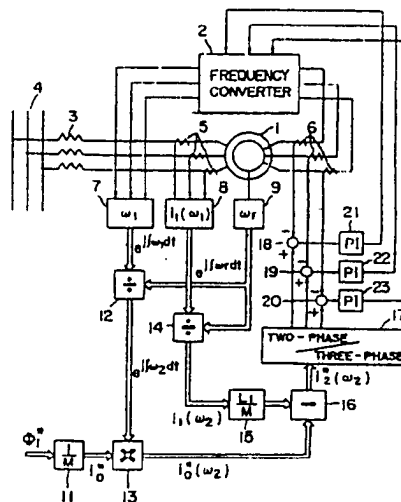 2
FREQUENCY
CONVERTER
4
3
5
1
6
7
ω₁
I₁(ω₁)
8
ωr
9
21
18
PI
22
19
PI
23
20
PI
17
e^j∫ω₁dt
e^j∫ωrdt
12
÷
14
÷
TWO-PHASE
THREE-PHASE
I₂*(ω₂)
e^j∫ω₂dt
I₁(ω₂)
L₁/M
15
16
Φ₁*
1/M
11
I₀*
13
I₀*(ω₂)